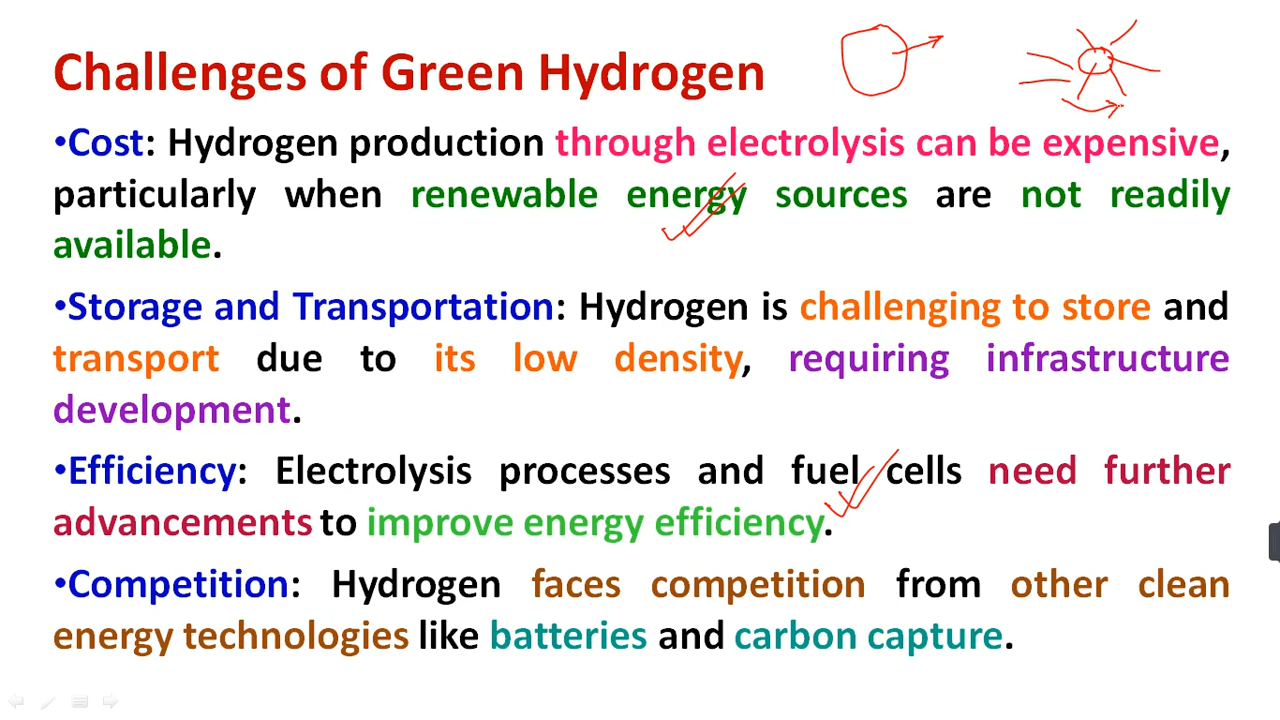 Challenges of Green Hydrogen
•Cost: Hydrogen production through electrolysis can be expensive,
particularly when renewable energy sources are not readily
available.
•Storage and Transportation: Hydrogen is challenging to store and
transport due to its low density, requiring infrastructure
development.
•Efficiency: Electrolysis processes and fuel cells need further
advancements to improve energy efficiency.
•Competition: Hydrogen faces competition from other clean
energy technologies like batteries and carbon capture.